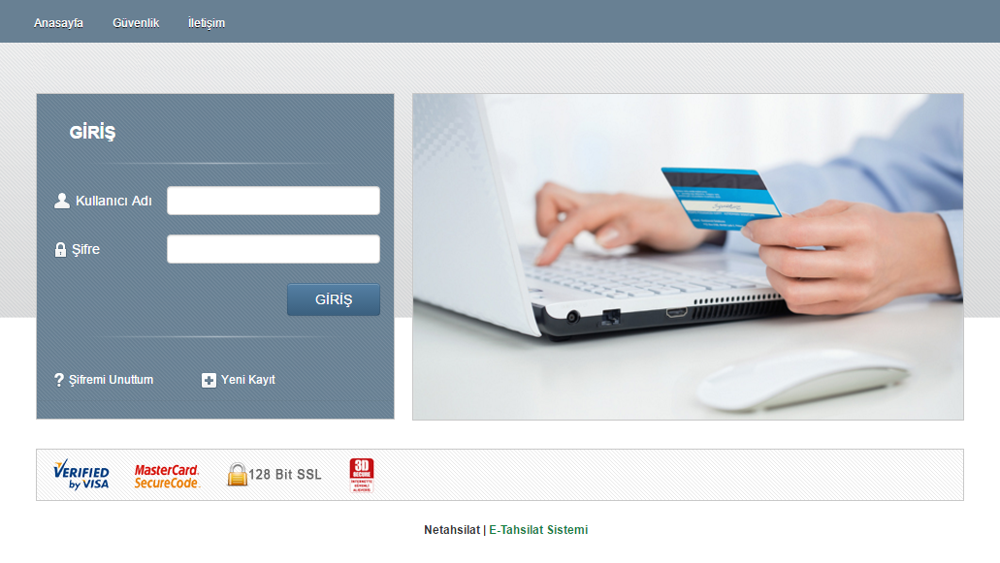 Anasayfa Güvenlik İletişim
GİRİŞ
Kullanıcı Adı
Şifre
GİRİŞ
? Şifremi Unuttum Yeni Kayıt
VERIFIED
by VISA
MasterCard.
SecureCode.
128 Bit SSL
3D
SECURE
Netahsilat | E-Tahsilat Sistemi